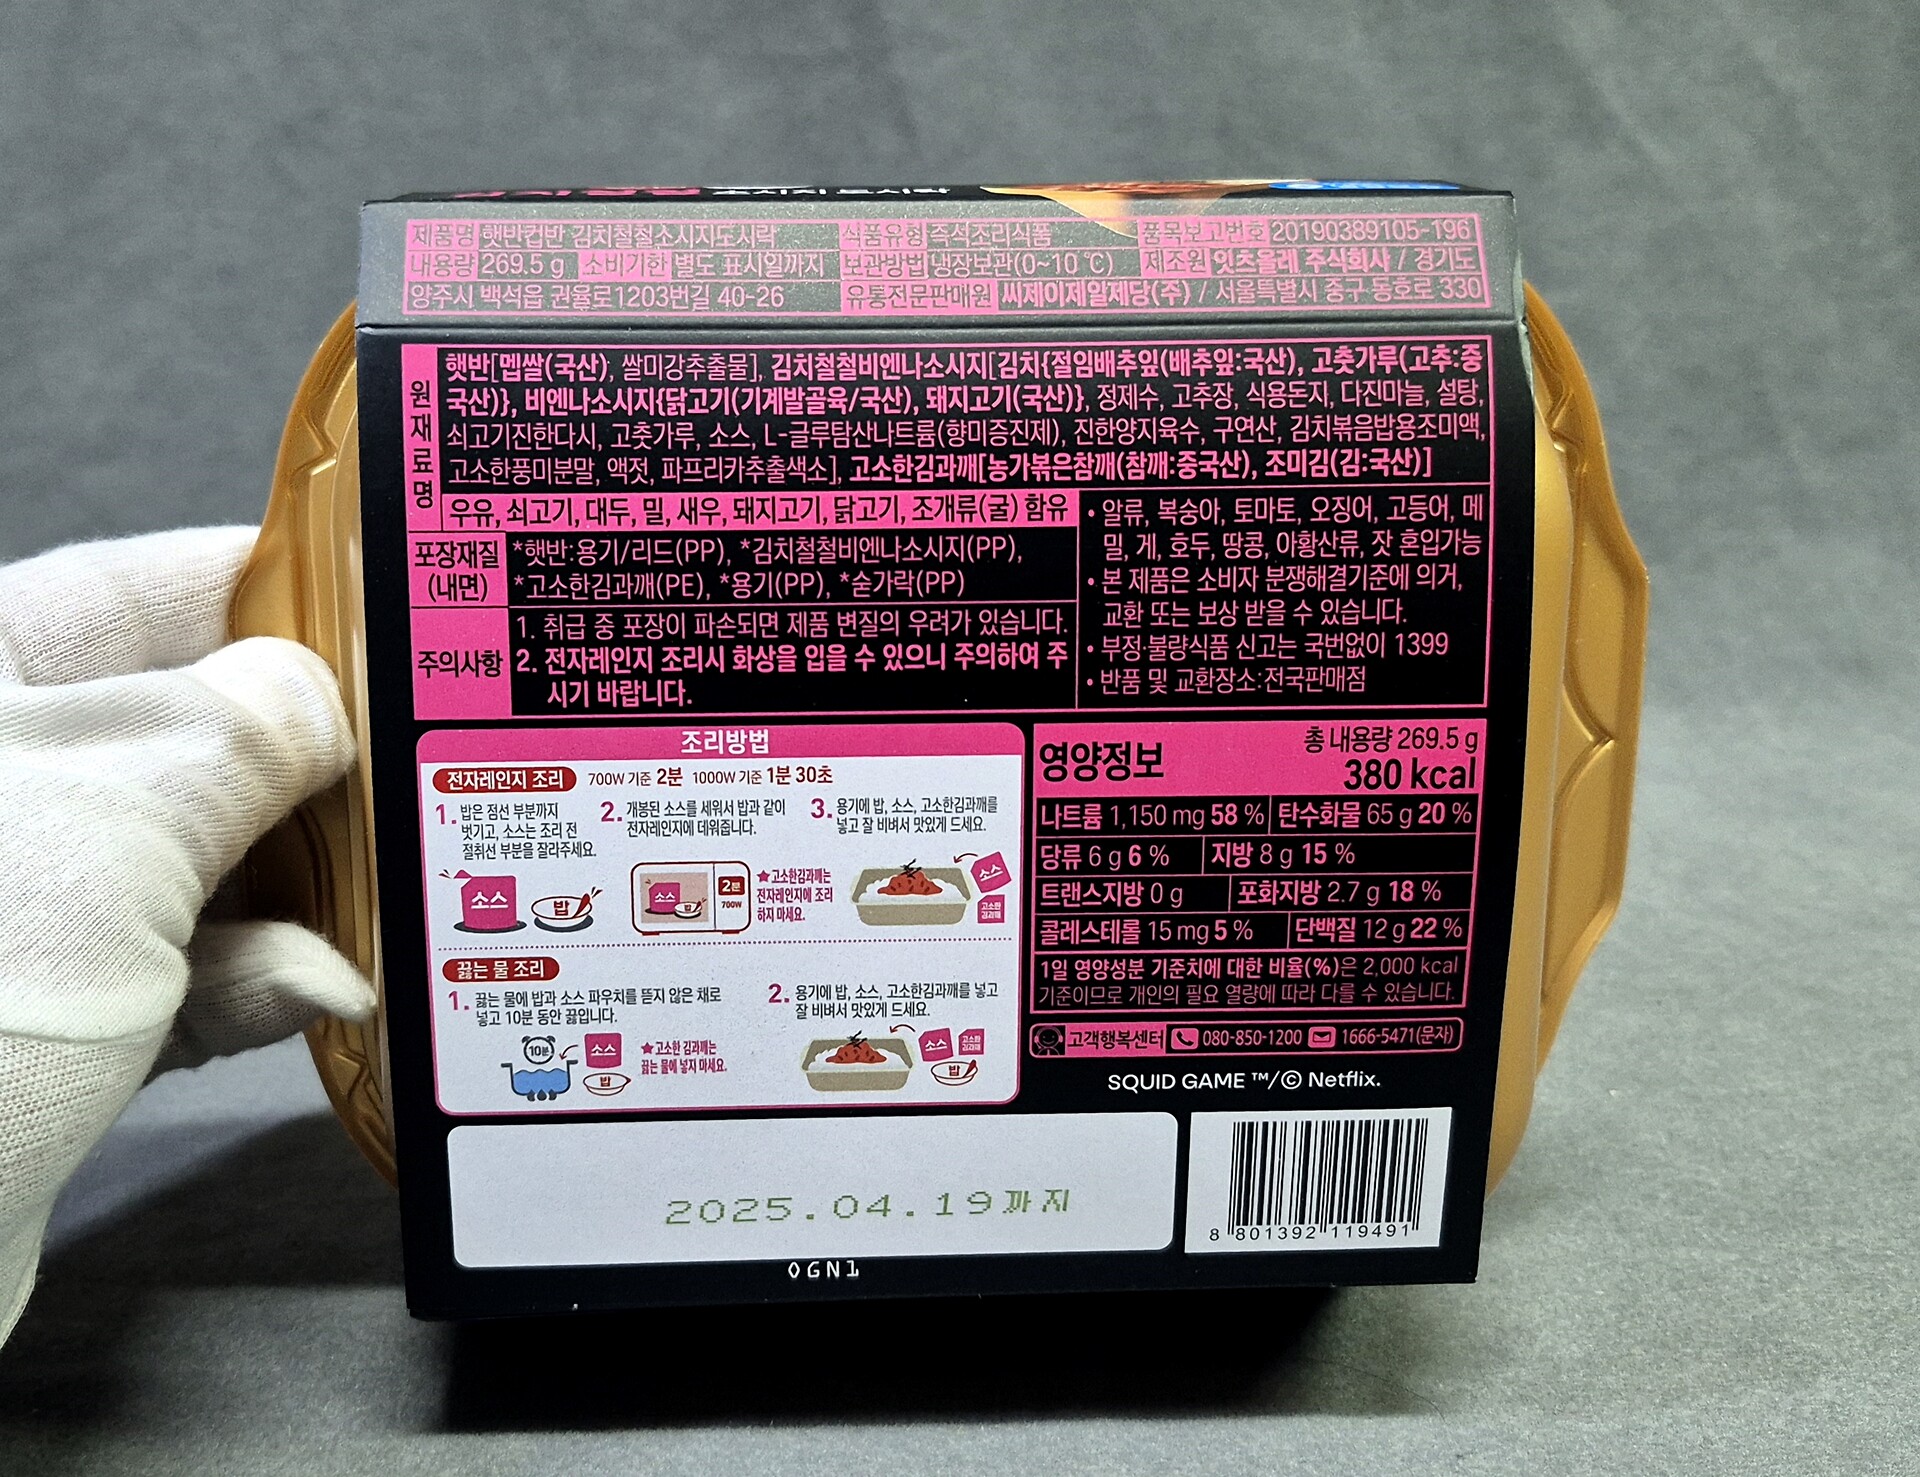 제품명 햇반컵반 김치철철소시지도시락 식품유형 즉석조리식품 품목보고번호 20190389105-196
내용량 269.5 g 소비기한 별도 표시일까지 보관방법 냉장보관(0~10 ℃) 제조원 잇츠올레 주식회사 / 경기도
양주시 백석읍 권율로1203번길 40-26 유통전문판매원 씨제이제일제당(주) / 서울특별시 중구 동호로 330
원재료명
햇반[멥쌀(국산), 쌀미강추출물], 김치철철비엔나소시지[김치{절임배추잎(배추잎:국산), 고춧가루(고추:중
국산)}, 비엔나소시지{닭고기(기계발골육/국산), 돼지고기(국산)}, 정제수, 고추장, 식용돈지, 다진마늘, 설탕,
쇠고기진한다시, 고춧가루, 소스, L-글루탐산나트륨(향미증진제), 진한양지육수, 구연산, 김치볶음밥용조미액,
고소한풍미분말, 액젓, 파프리카추출색소], 고소한김과깨[농가볶은참깨(참깨:중국산), 조미김(김:국산)]
우유, 쇠고기, 대두, 밀, 새우, 돼지고기, 닭고기, 조개류(굴) 함유
포장재질
(내면)
*햇반:용기/리드(PP), *김치철철비엔나소시지(PP),
*고소한김과깨(PE), *용기(PP), *숟가락(PP)
주의사항
1. 취급 중 포장이 파손되면 제품 변질의 우려가 있습니다.
2. 전자레인지 조리시 화상을 입을 수 있으니 주의하여 주
시기 바랍니다.
• 알류, 복숭아, 토마토, 오징어, 고등어, 메
밀, 게, 호두, 땅콩, 아황산류, 잣 혼입가능
• 본 제품은 소비자 분쟁해결기준에 의거,
교환 또는 보상 받을 수 있습니다.
• 부정·불량식품 신고는 국번없이 1399
• 반품 및 교환장소:전국판매점
조리방법
전자레인지 조리 700W 기준 2분 1000W 기준 1분 30초
1. 밥은 점선 부분까지
벗기고, 소스는 조리 전
절취선 부분을 잘라주세요.
2. 개봉된 소스를 세워서 밥과 같이
전자레인지에 데워줍니다.
3. 용기에 밥, 소스, 고소한김과깨를
넣고 잘 비벼서 맛있게 드세요.
소스
밥
소스
밥
2분
700W
★고소한김과깨는
전자레인지에 조리
하지 마세요.
소스
고소한
김과깨
끓는 물 조리
1. 끓는 물에 밥과 소스 파우치를 뜯지 않은 채로
넣고 10분 동안 끓입니다.
2. 용기에 밥, 소스, 고소한김과깨를 넣고
잘 비벼서 맛있게 드세요.
10분
소스
밥
★고소한 김과깨는
끓는 물에 넣지 마세요.
소스
고소한
김과깨
밥
영양정보
총 내용량 269.5 g
380 kcal
나트륨 1,150 mg 58 % 탄수화물 65 g 20 %
당류 6 g 6 % 지방 8 g 15 %
트랜스지방 0 g 포화지방 2.7 g 18 %
콜레스테롤 15 mg 5 % 단백질 12 g 22 %
1일 영양성분 기준치에 대한 비율(%)은 2,000 kcal
기준이므로 개인의 필요 열량에 따라 다를 수 있습니다.
고객행복센터 080-850-1200 1666-5471(문자)
SQUID GAME ™/© Netflix.
2025.04.19까지
8 801392 119491
OGN1